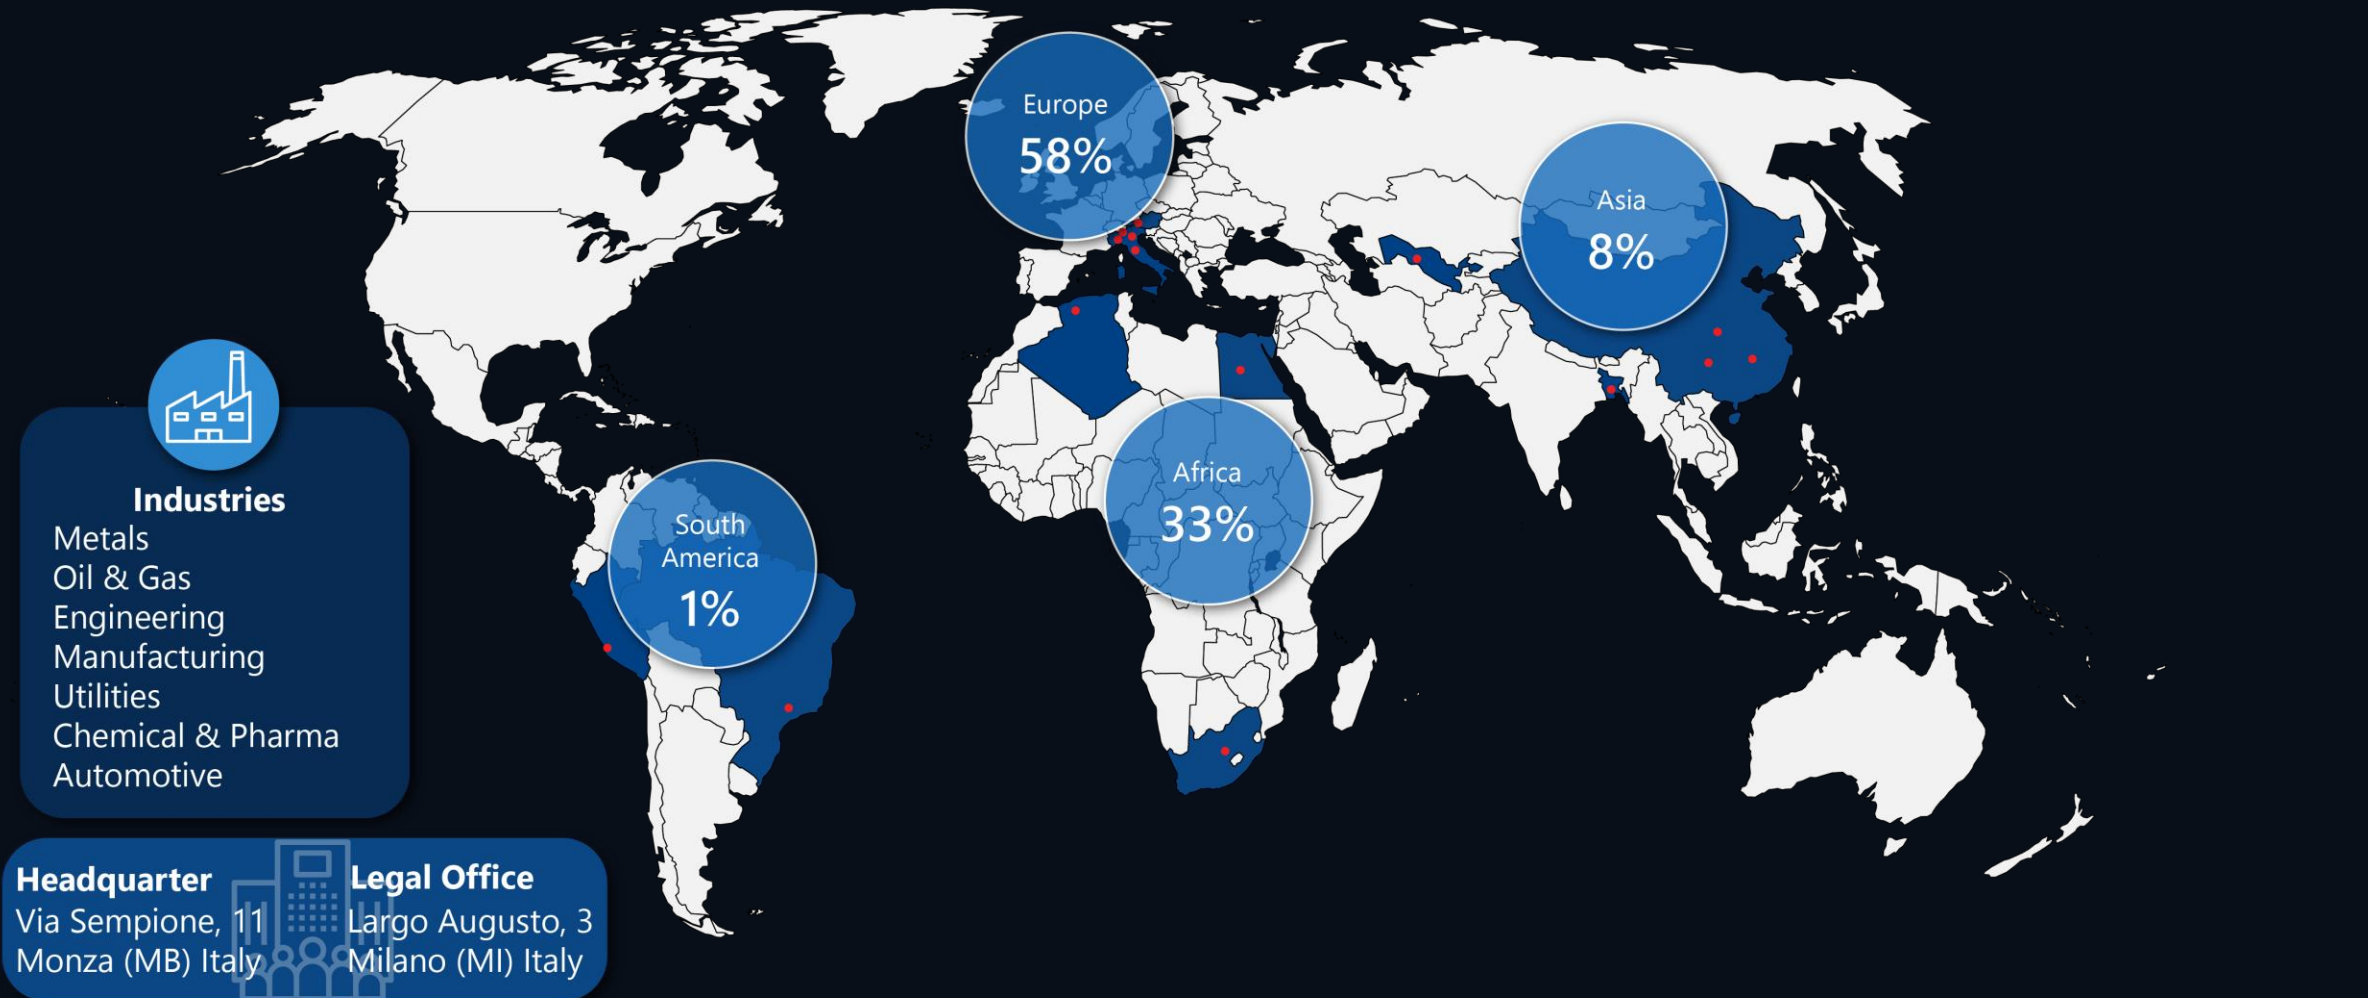 Europe
58%
Asia
8%
Africa
33%
South
America
1%
Industries
Metals
Oil & Gas
Engineering
Manufacturing
Utilities
Chemical & Pharma
Automotive
Headquarter
Via Sempione, 11
Monza (MB) Italy
Legal Office
Largo Augusto, 3
Milano (MI) Italy